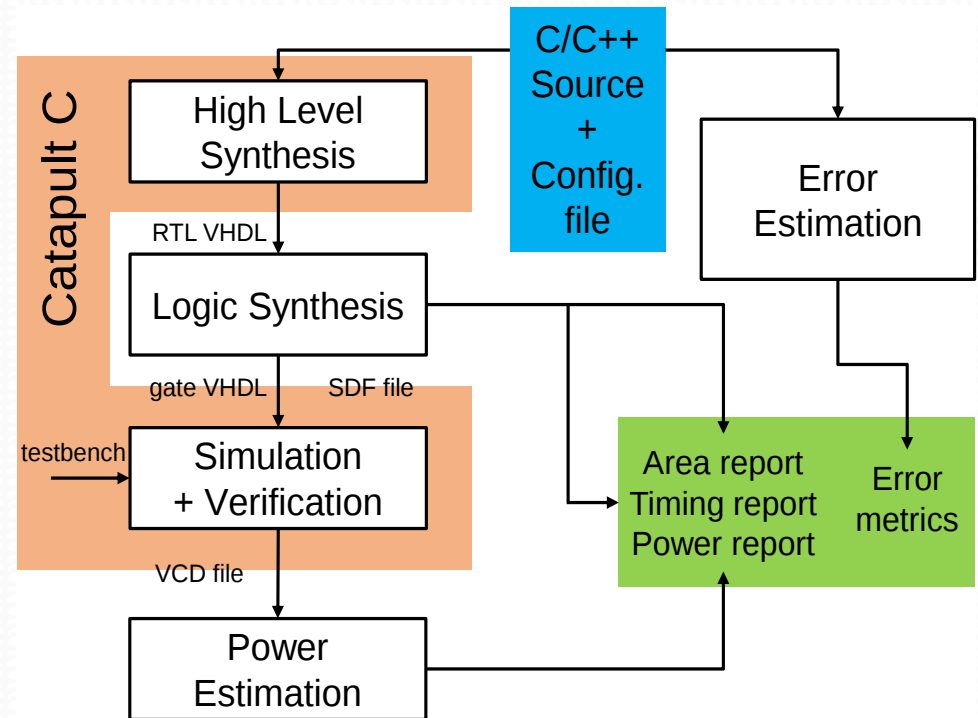 C/C++
Source
+
Config.
file
Catapult C
High Level
Synthesis
Error
Estimation
RTL VHDL
Logic Synthesis
gate VHDL
SDF file
testbench
Simulation
+ Verification
Area report
Timing report
Power report
Error
metrics
VCD file
Power
Estimation